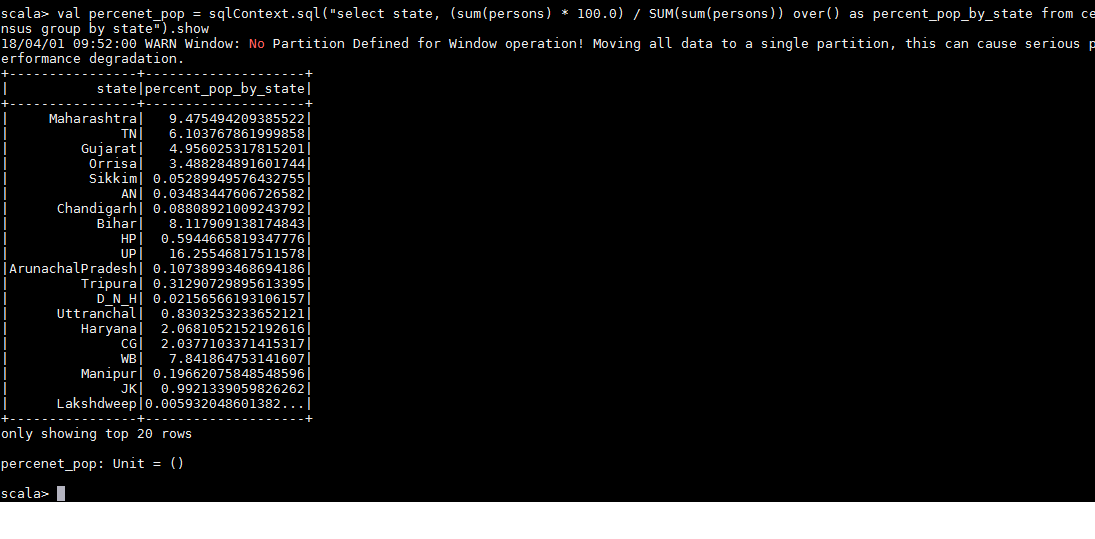 scala> val percenet_pop = sqlContext.sql("select state, (sum(persons) * 100.0) / SUM(sum(persons)) over() as percent_pop_by_state from ce
nsus group by state").show
18/04/01 09:52:00 WARN Window: No Partition Defined for Window operation! Moving all data to a single partition, this can cause serious p
erformance degradation.
+----------------+--------------------+
|           state|percent_pop_by_state|
+----------------+--------------------+
|     Maharashtra|   9.475494209385522|
|              TN|   6.103767861999858|
|         Gujarat|   4.956025317815201|
|          Orrisa|   3.488284891601744|
|          Sikkim| 0.05289949576432755|
|              AN| 0.03483447606726582|
|      Chandigarh| 0.08808921009243792|
|           Bihar|   8.117909138174843|
|              HP|  0.5944665819347776|
|              UP|   16.25546817511578|
|ArunachalPradesh| 0.10738993468694186|
|         Tripura| 0.31290729895613395|
|           D_N_H| 0.02156566193106157|
|      Uttranchal|  0.8303253233652121|
|         Haryana|  2.0681052152192616|
|              CG|  2.0377103371415317|
|              WB|   7.841864753141607|
|         Manipur| 0.19662075848548596|
|              JK|  0.9921339059826262|
|      Lakshdweep|0.005932048601382...|
+----------------+--------------------+
only showing top 20 rows
percenet_pop: Unit = ()
scala>